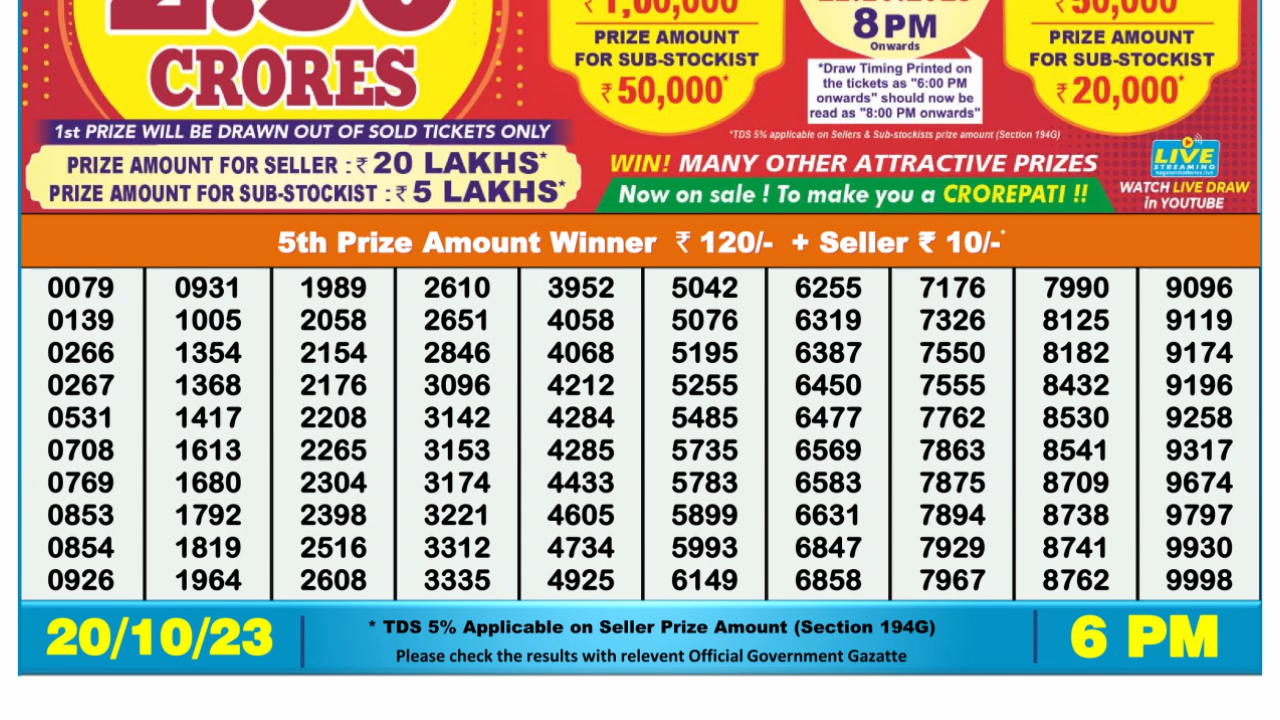 CRORES
1st PRIZE WILL BE DRAWN OUT OF SOLD TICKETS ONLY
PRIZE AMOUNT FOR SELLER : ₹ 20 LAKHS*
PRIZE AMOUNT FOR SUB-STOCKIST : ₹ 5 LAKHS*
₹ 1,00,000
PRIZE AMOUNT
FOR SUB-STOCKIST
₹ 50,000*
8 PM
Onwards
*Draw Timing Printed on
the tickets as "6:00 PM
onwards" should now be
read as "8:00 PM onwards"
₹ 50,000
PRIZE AMOUNT
FOR SUB-STOCKIST
₹ 20,000*
*TDS 5% applicable on Sellers & Sub-stockists prize amount (Section 194G)
WIN! MANY OTHER ATTRACTIVE PRIZES
Now on sale ! To make you a CROREPATI !!
LIVE
STREAMING
WATCH LIVE DRAW
in YOUTUBE
5th Prize Amount Winner ₹ 120/- + Seller ₹ 10/-*
0079 0931 1989 2610 3952 5042 6255 7176 7990 9096
0139 1005 2058 2651 4058 5076 6319 7326 8125 9119
0266 1354 2154 2846 4068 5195 6387 7550 8182 9174
0267 1368 2176 3096 4212 5255 6450 7555 8432 9196
0531 1417 2208 3142 4284 5485 6477 7762 8530 9258
0708 1613 2265 3153 4285 5735 6569 7863 8541 9317
0769 1680 2304 3174 4433 5783 6583 7875 8709 9674
0853 1792 2398 3221 4605 5899 6631 7894 8738 9797
0854 1819 2516 3312 4734 5993 6847 7929 8741 9930
0926 1964 2608 3335 4925 6149 6858 7967 8762 9998
20/10/23
* TDS 5% Applicable on Seller Prize Amount (Section 194G)
Please check the results with relevent Official Government Gazatte
6 PM